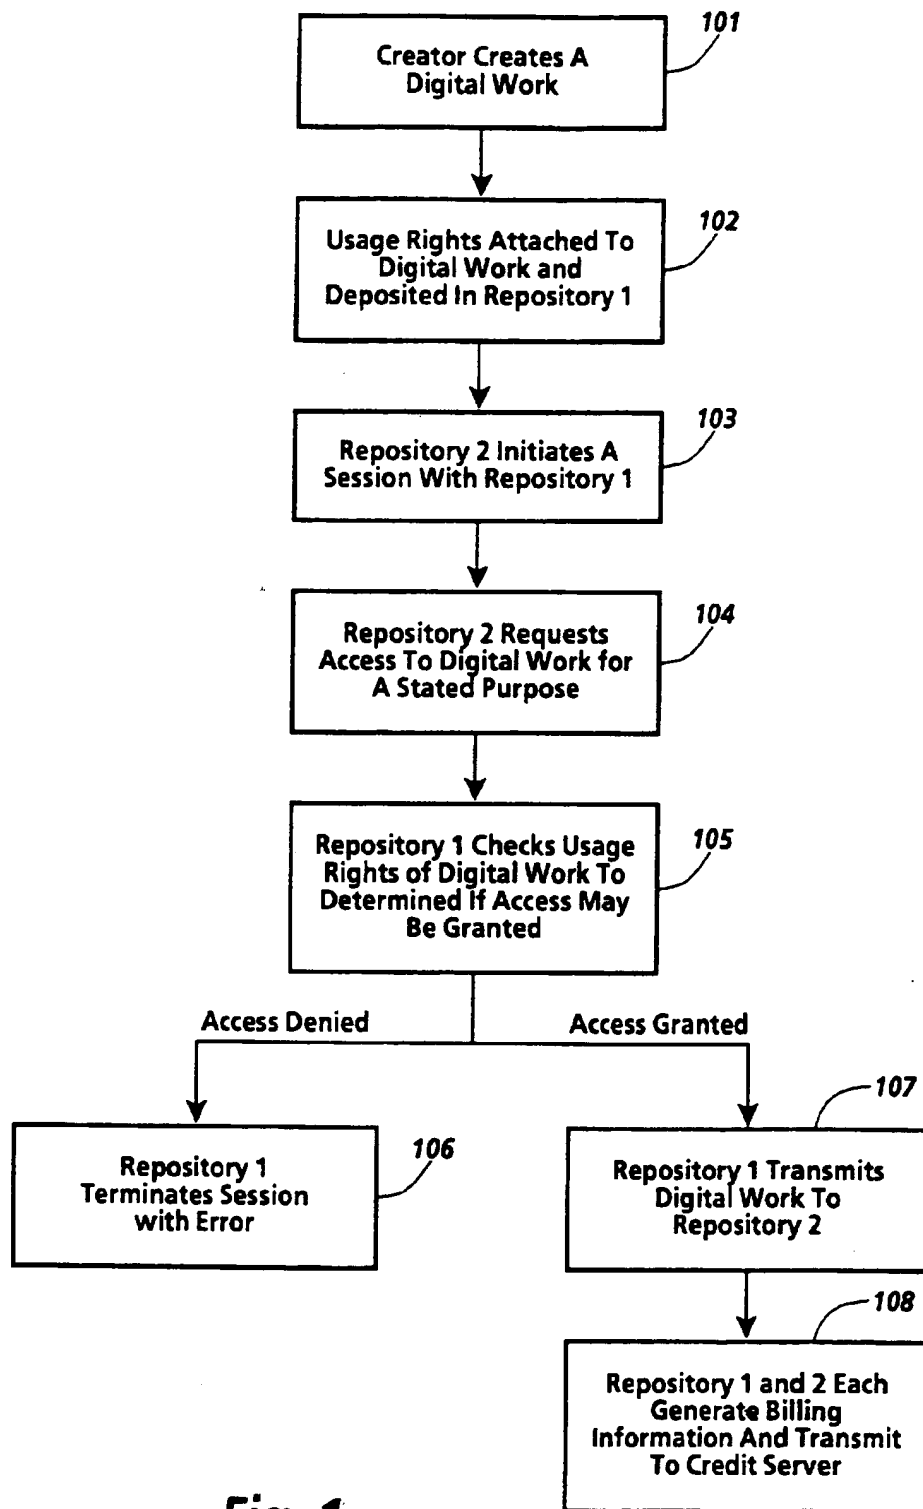 101
Creator Creates A
Digital Work
102
Usage Rights Attached To
Digital Work and
Deposited In Repository 1
103
Repository 2 Initiates A
Session With Repository 1
104
Repository 2 Requests
Access To Digital Work for
A Stated Purpose
105
Repository 1 Checks Usage
Rights of Digital Work To
Determined If Access May
Be Granted
Access Denied
Access Granted
106
Repository 1
Terminates Session
with Error
107
Repository 1 Transmits
Digital Work To
Repository 2
108
Repository 1 and 2 Each
Generate Billing
Information And Transmit
To Credit Server
Fig. 1